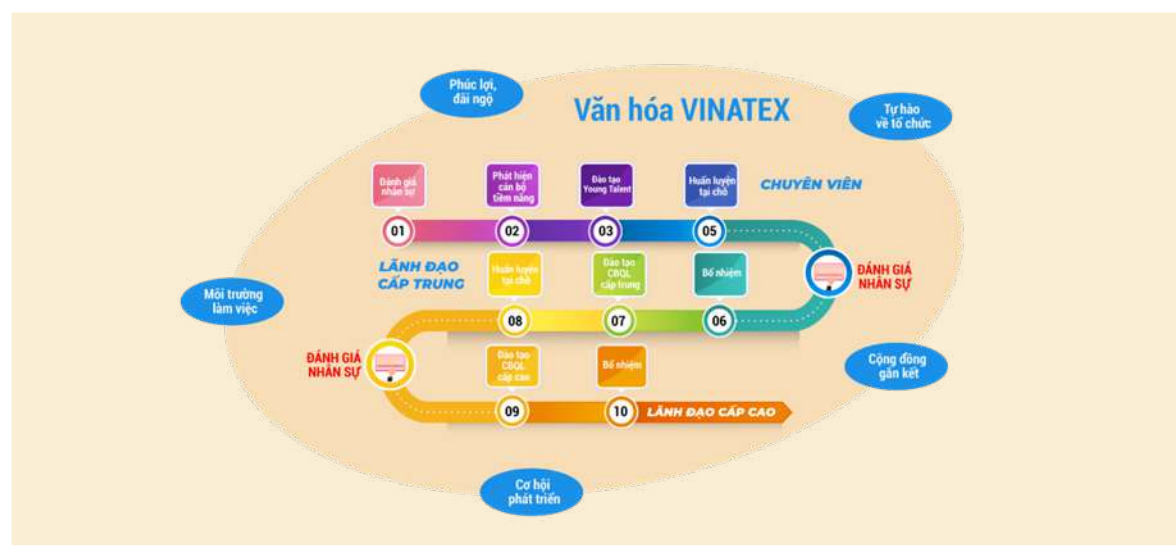 Phúc lợi,
đãi ngộ
Văn hóa VINATEX
Tự hào
về tổ chức
Đánh giá
nhân sự
Phát hiện
cán bộ
tiềm năng
Đào tạo
Young Talent
Huấn luyện
tại chỗ
CHUYÊN VIÊN
01
02
03
05
LÃNH ĐẠO
CẤP TRUNG
Huấn luyện
tại chỗ
Đào tạo
CBQL
cấp trung
Bổ nhiệm
ĐÁNH GIÁ
NHÂN SỰ
Môi trường
làm việc
08
07
06
ĐÁNH GIÁ
NHÂN SỰ
Đào tạo
CBQL
cấp cao
Bổ nhiệm
Cộng đồng
gắn kết
09
10
LÃNH ĐẠO CẤP CAO
Cơ hội
phát triển